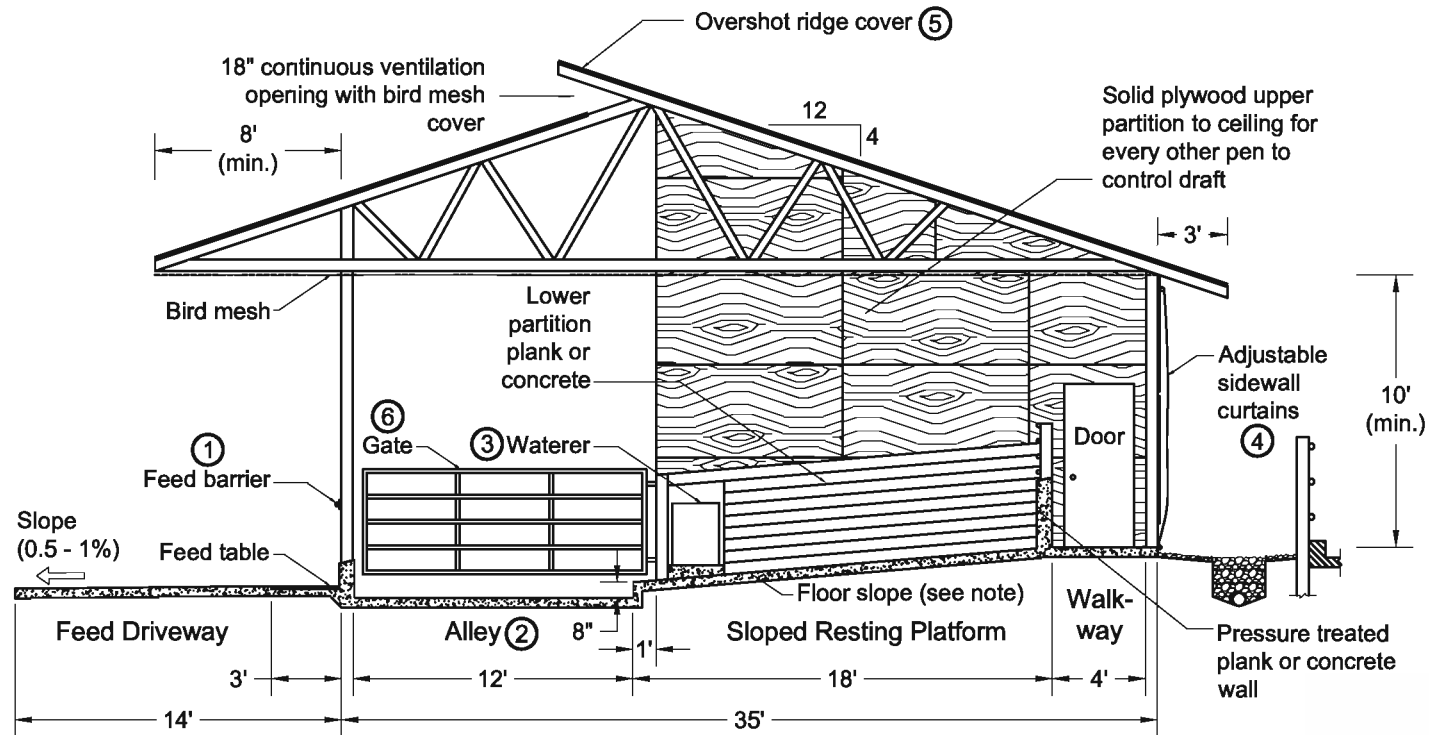 Overshot ridge cover 5
18" continuous ventilation
opening with bird mesh
cover
8'
(min.)
12
4
Solid plywood upper
partition to ceiling for
every other pen to
control draft
3'
Bird mesh
Lower
partition
plank or
concrete
Adjustable
sidewall
curtains
4
10'
(min.)
6
Gate
3 Waterer
Door
1
Feed barrier
Slope
(0.5 - 1%)
Feed table
Floor slope (see note)
Feed Driveway
Alley 2
8"
1'
Sloped Resting Platform
Walk-
way
Pressure treated
plank or concrete
wall
3'
12'
18'
4'
14'
35'